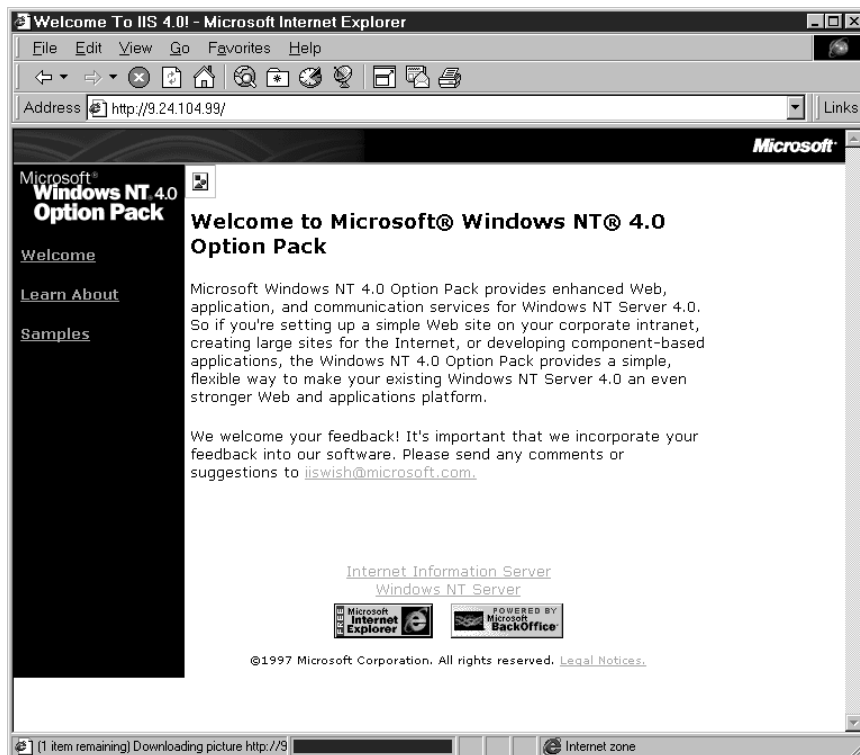 Welcome To IIS 4.0! - Microsoft Internet Explorer
File Edit View Go Favorites Help
Address http://9.24.104.99/ Links
Microsoft
Microsoft®
Windows NT. 4.0
Option Pack
Welcome
Learn About
Samples
Welcome to Microsoft® Windows NT® 4.0
Option Pack
Microsoft Windows NT 4.0 Option Pack provides enhanced Web,
application, and communication services for Windows NT Server 4.0.
So if you're setting up a simple Web site on your corporate intranet,
creating large sites for the Internet, or developing component-based
applications, the Windows NT 4.0 Option Pack provides a simple,
flexible way to make your existing Windows NT Server 4.0 an even
stronger Web and applications platform.
We welcome your feedback! It's important that we incorporate your
feedback into our software. Please send any comments or
suggestions to iiswish@microsoft.com.
Internet Information Server
Windows NT Server
FREE Microsoft
Internet
Explorer
POWERED BY
Microsoft
BackOffice
©1997 Microsoft Corporation. All rights reserved. Legal Notices.
(1 item remaining) Downloading picture http://9 Internet zone